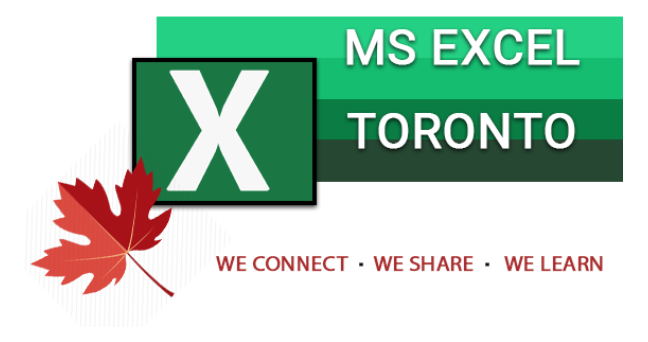 MS EXCEL
X
TORONTO
WE CONNECT · WE SHARE · WE LEARN